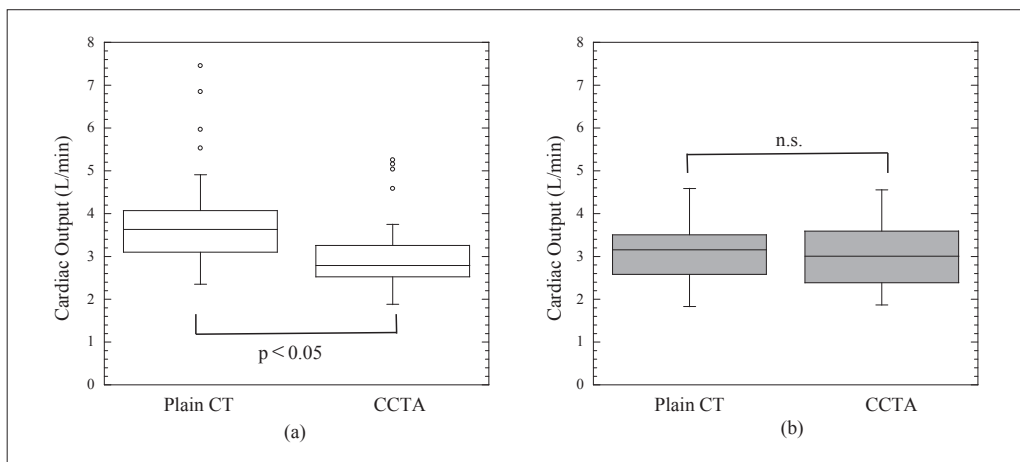 Cardiac Output (L/min)
8
7
6
5
4
3
2
1
0
p < 0.05
Plain CT
CCTA
(a)
Cardiac Output (L/min)
8
7
6
5
4
3
2
1
0
n.s.
Plain CT
CCTA
(b)